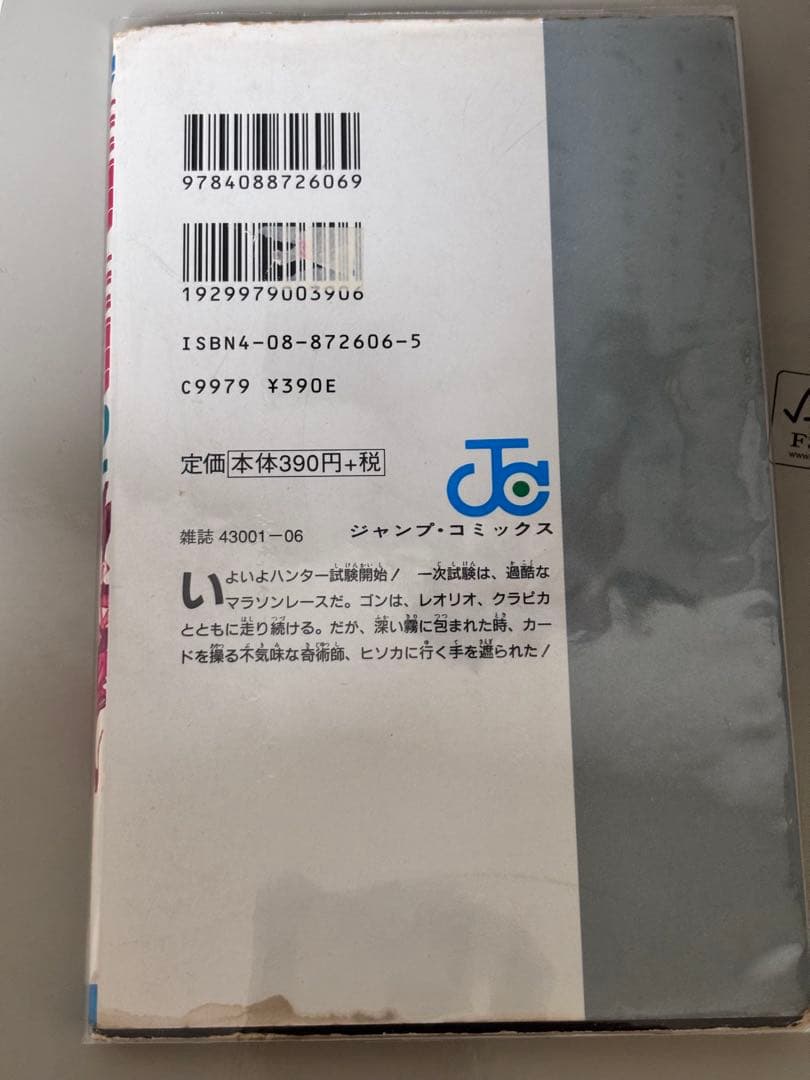 9784088726069
1929979003906
ISBN4-08-872606-5
C9979 ¥390E
定価 本体390円+税
JC
ジャンプ・コミックス
雑誌 43001-06
いよいよハンター試験開始! 一次試験は、過酷な
マラソンレースだ。ゴンは、レオリオ、クラピカ
とともに走り続ける。だが、深い霧に包まれた時、カー
ドを操る不気味な奇術師、ヒソカに行く手を遮られた!